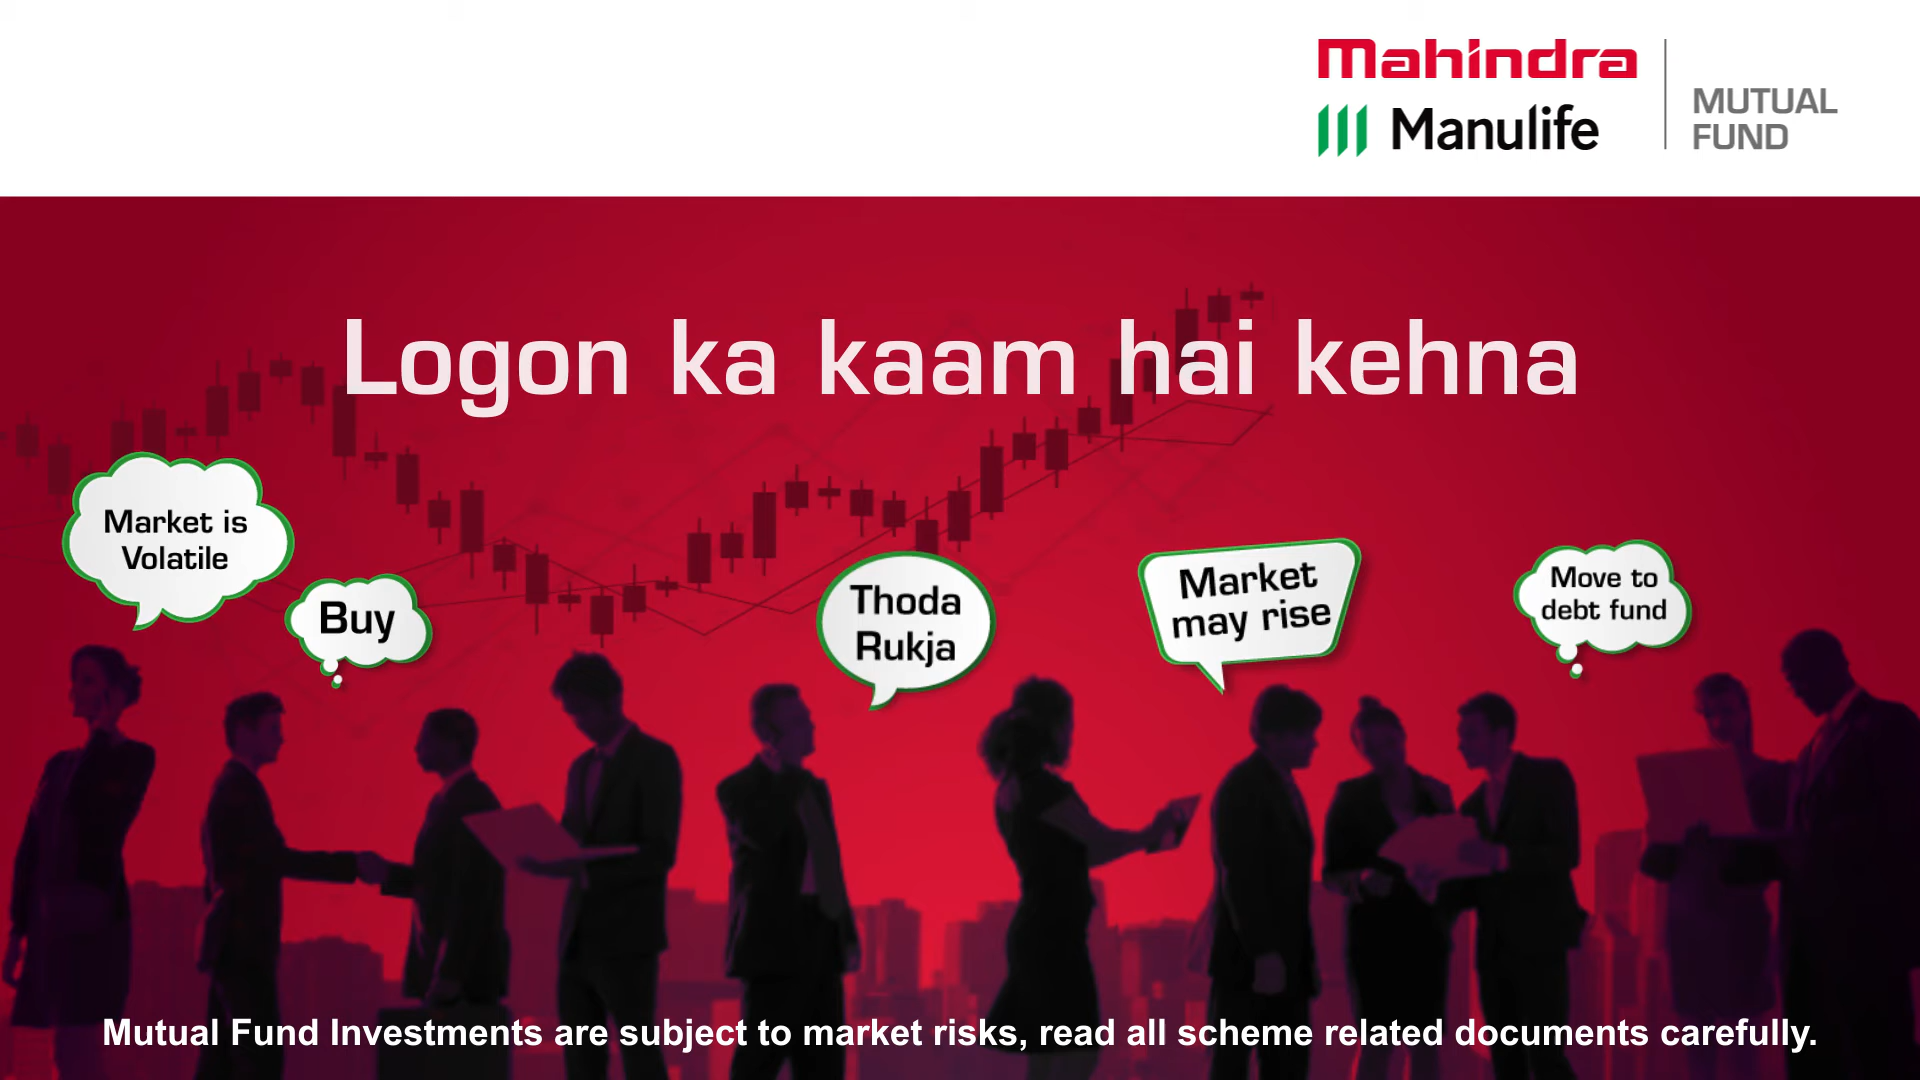 Mahindra
Manulife
MUTUAL
FUND
Logon ka kaam hai kehna
Market is
Volatile
Buy
Thoda
Rukja
Market
may rise
Move to
debt fund
Mutual Fund Investments are subject to market risks, read all scheme related documents carefully.